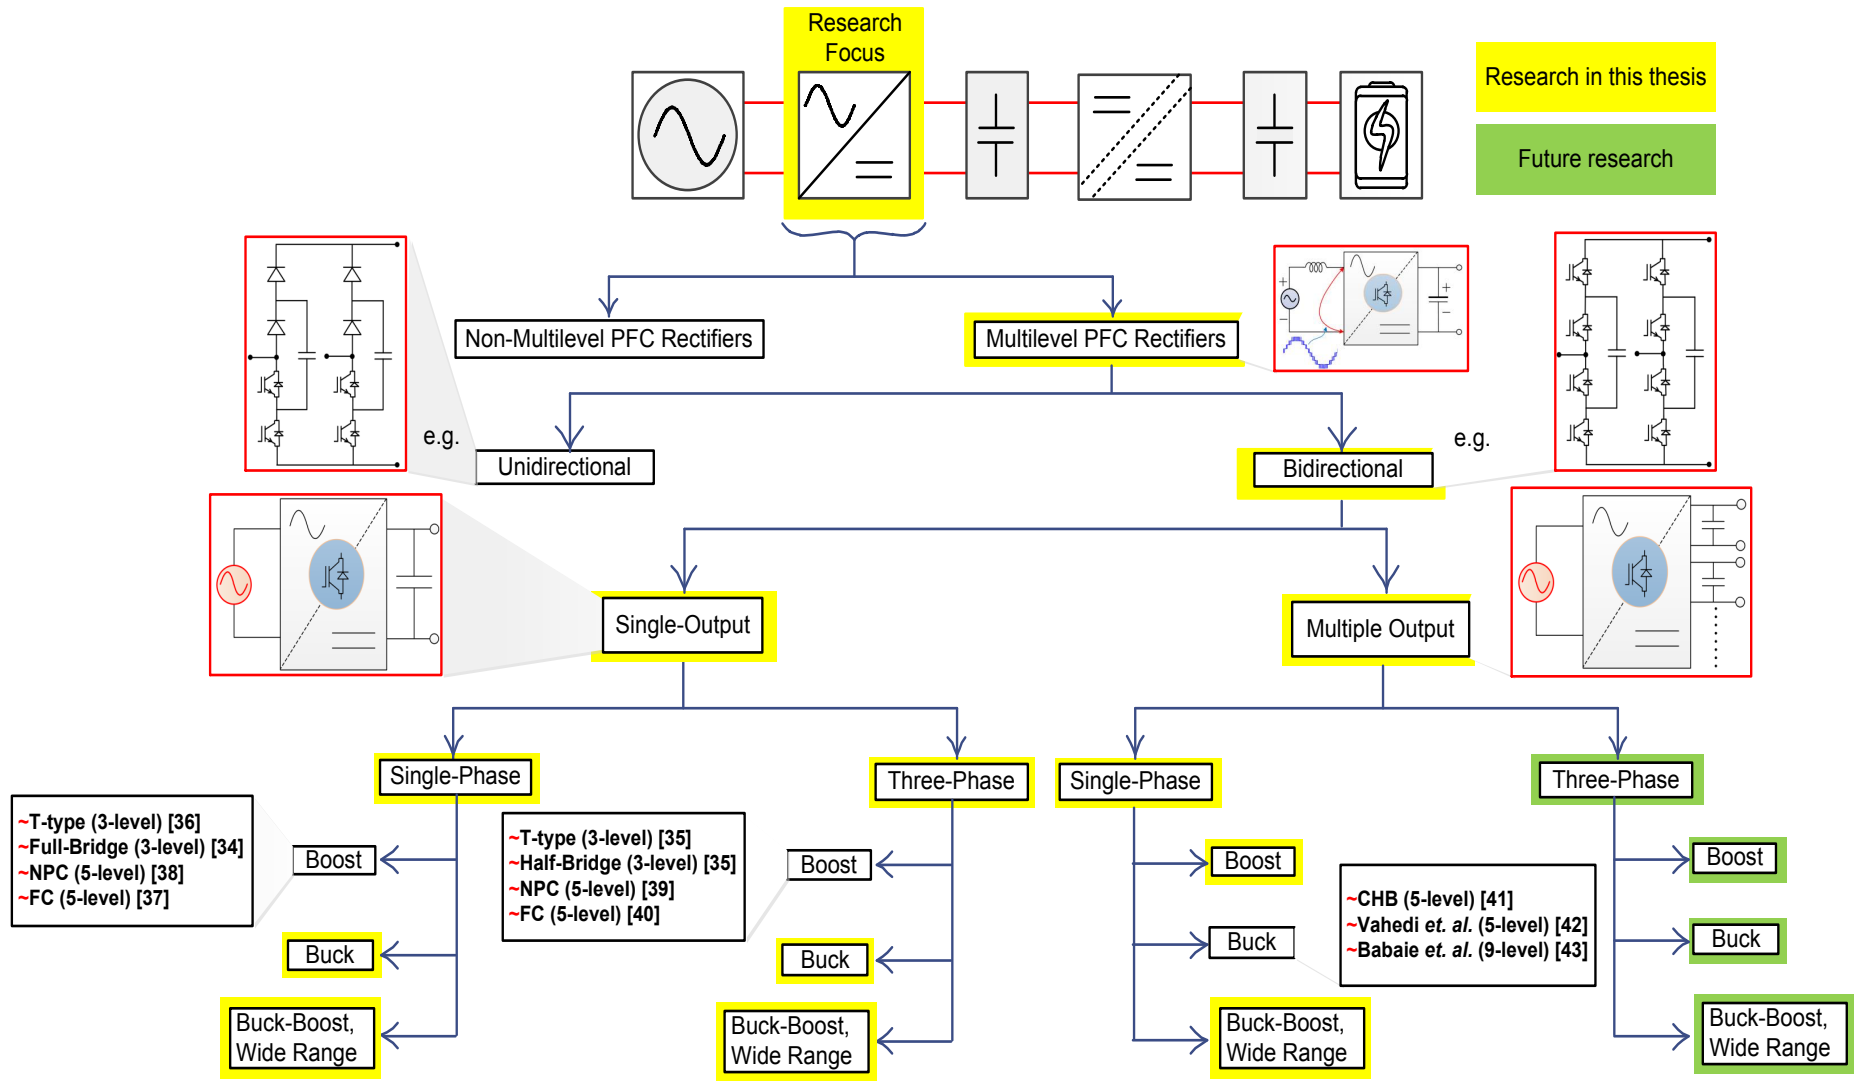 Research
Focus
Research in this thesis
Future research
Non-Multilevel PFC Rectifiers
Multilevel PFC Rectifiers
e.g.
Unidirectional
Bidirectional
e.g.
Single-Output
Multiple Output
Single-Phase
Three-Phase
Single-Phase
Three-Phase
~T-type (3-level) [36]
~Full-Bridge (3-level) [34]
~NPC (5-level) [38]
~FC (5-level) [37]
Boost
Buck
Buck-Boost,
Wide Range
~T-type (3-level) [35]
~Half-Bridge (3-level) [35]
~NPC (5-level) [39]
~FC (5-level) [40]
Boost
Buck
Buck-Boost,
Wide Range
Boost
Buck
Buck-Boost,
Wide Range
~CHB (5-level) [41]
~Vahedi et. al. (5-level) [42]
~Babaie et. al. (9-level) [43]
Boost
Buck
Buck-Boost,
Wide Range